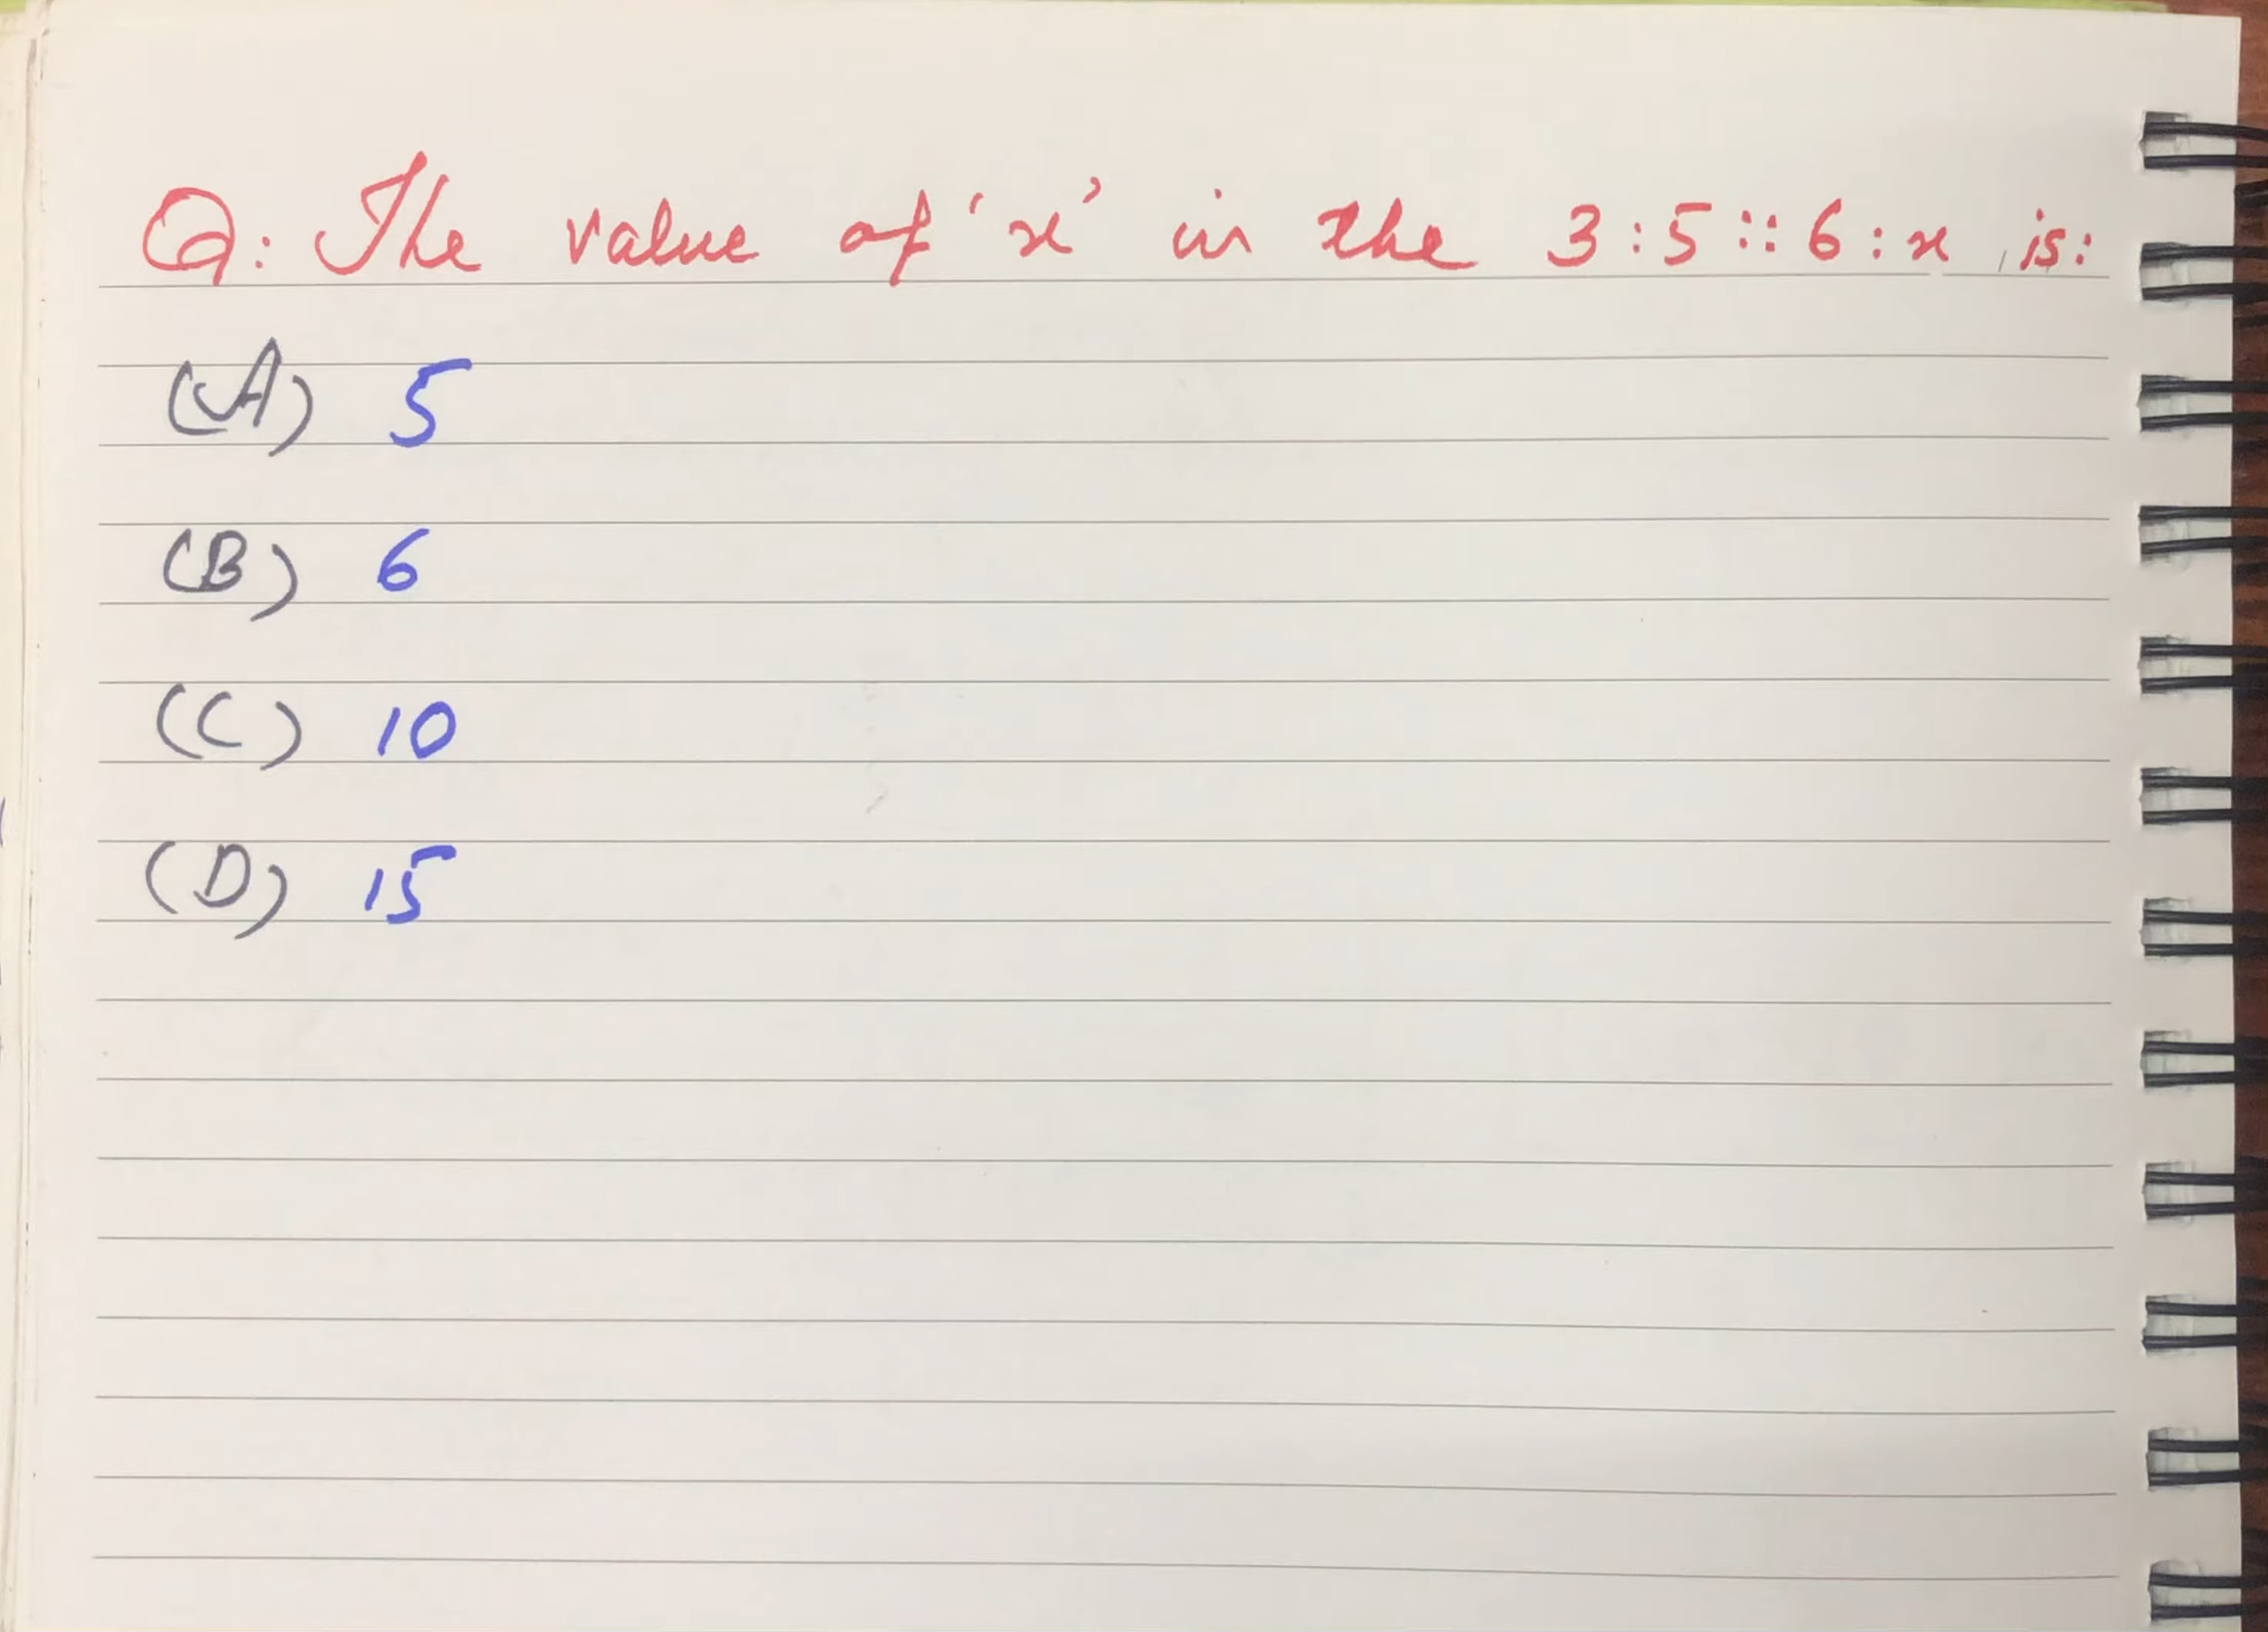 Q: The value of ‘x’ in the 3:5::6:x, is:
(A) 5
(B) 6
(C) 10
(D) 15